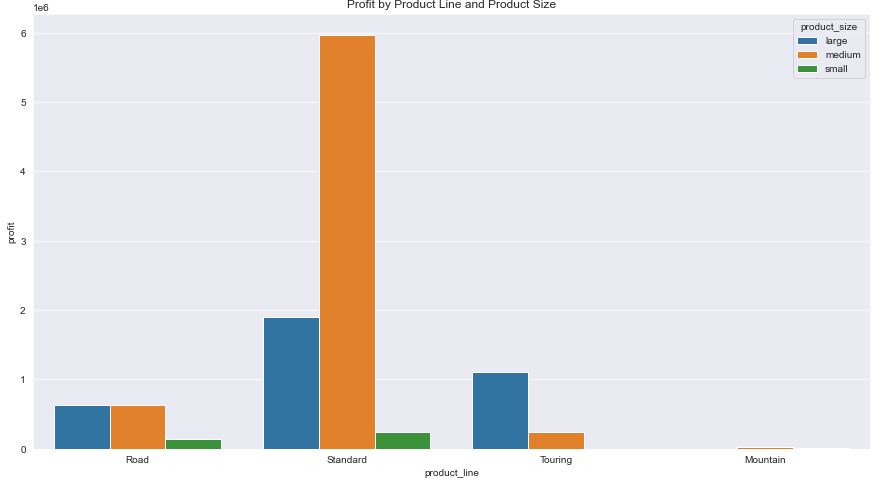 Profit by Product Line and Product Size
1e6
product_size
large
medium
small
6
5
4
3
2
1
0
profit
Road
Standard
Touring
Mountain
product_line